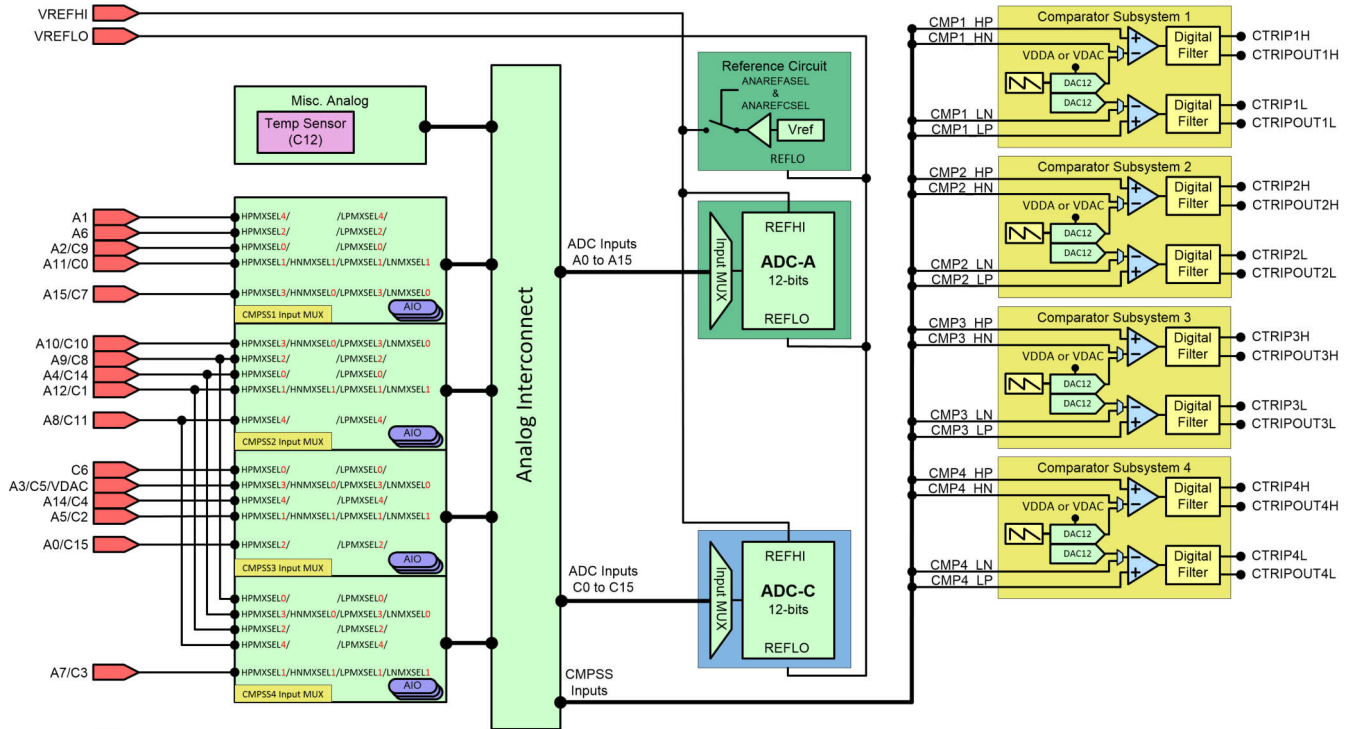 VREFHI
VREFLO
Misc. Analog
Temp Sensor
(C12)
A1
A6
A2/C9
A11/C0
A15/C7
HPMXSEL4/ /LPMXSEL4/
HPMXSEL2/ /LPMXSEL2/
HPMXSEL0/ /LPMXSEL0/
HPMXSEL1/HNMXSEL1/LPMXSEL1/LNMXSEL1
HPMXSEL3/HNMXSEL0/LPMXSEL3/LNMXSEL0
CMPSS1 Input MUX
AIO
A10/C10
A9/C8
A4/C14
A12/C1
A8/C11
HPMXSEL3/HNMXSEL0/LPMXSEL3/LNMXSEL0
HPMXSEL2/ /LPMXSEL2/
HPMXSEL0/ /LPMXSEL0/
HPMXSEL1/HNMXSEL1/LPMXSEL1/LNMXSEL1
HPMXSEL4/ /LPMXSEL4/
CMPSS2 Input MUX
AIO
C6
A3/C5/VDAC
A14/C4
A5/C2
A0/C15
HPMXSEL0/ /LPMXSEL0/
HPMXSEL3/HNMXSEL0/LPMXSEL3/LNMXSEL0
HPMXSEL4/ /LPMXSEL4/
HPMXSEL1/HNMXSEL1/LPMXSEL1/LNMXSEL1
HPMXSEL2/ /LPMXSEL2/
CMPSS3 Input MUX
AIO
A7/C3
HPMXSEL0/ /LPMXSEL0/
HPMXSEL3/HNMXSEL0/LPMXSEL3/LNMXSEL0
HPMXSEL2/ /LPMXSEL2/
HPMXSEL4/ /LPMXSEL4/
HPMXSEL1/HNMXSEL1/LPMXSEL1/LNMXSEL1
CMPSS4 Input MUX
AIO
Analog Interconnect
ADC Inputs
A0 to A15
ADC Inputs
C0 to C15
CMPSS
Inputs
Reference Circuit
ANAREFASEL
&
ANAREFCSEL
Vref
REFLO
Input MUX
REFHI
ADC-A
12-bits
REFLO
Input MUX
REFHI
ADC-C
12-bits
REFLO
CMP1_HP
CMP1_HN
CMP1_LN
CMP1_LP
Comparator Subsystem 1
VDDA or VDAC
DAC12
DAC12
+
−
−
+
Digital
Filter
Digital
Filter
CTRIP1H
CTRIPOUT1H
CTRIP1L
CTRIPOUT1L
CMP2_HP
CMP2_HN
CMP2_LN
CMP2_LP
Comparator Subsystem 2
VDDA or VDAC
DAC12
DAC12
+
−
−
+
Digital
Filter
Digital
Filter
CTRIP2H
CTRIPOUT2H
CTRIP2L
CTRIPOUT2L
CMP3_HP
CMP3_HN
CMP3_LN
CMP3_LP
Comparator Subsystem 3
VDDA or VDAC
DAC12
DAC12
+
−
−
+
Digital
Filter
Digital
Filter
CTRIP3H
CTRIPOUT3H
CTRIP3L
CTRIPOUT3L
CMP4_HP
CMP4_HN
CMP4_LN
CMP4_LP
Comparator Subsystem 4
VDDA or VDAC
DAC12
DAC12
+
−
−
+
Digital
Filter
Digital
Filter
CTRIP4H
CTRIPOUT4H
CTRIP4L
CTRIPOUT4L